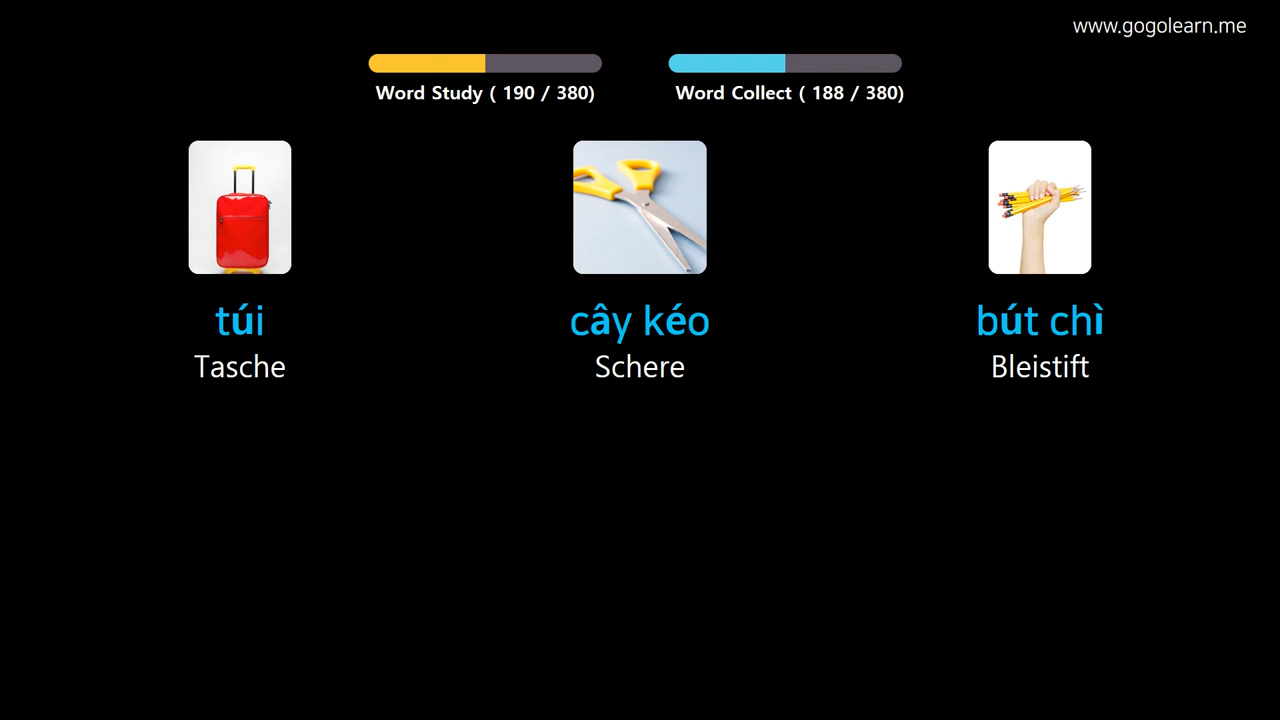 www.gogolearn.me
Word Study ( 190 / 380)
Word Collect ( 188 / 380)
túi
Tasche
cây kéo
Schere
bút chì
Bleistift